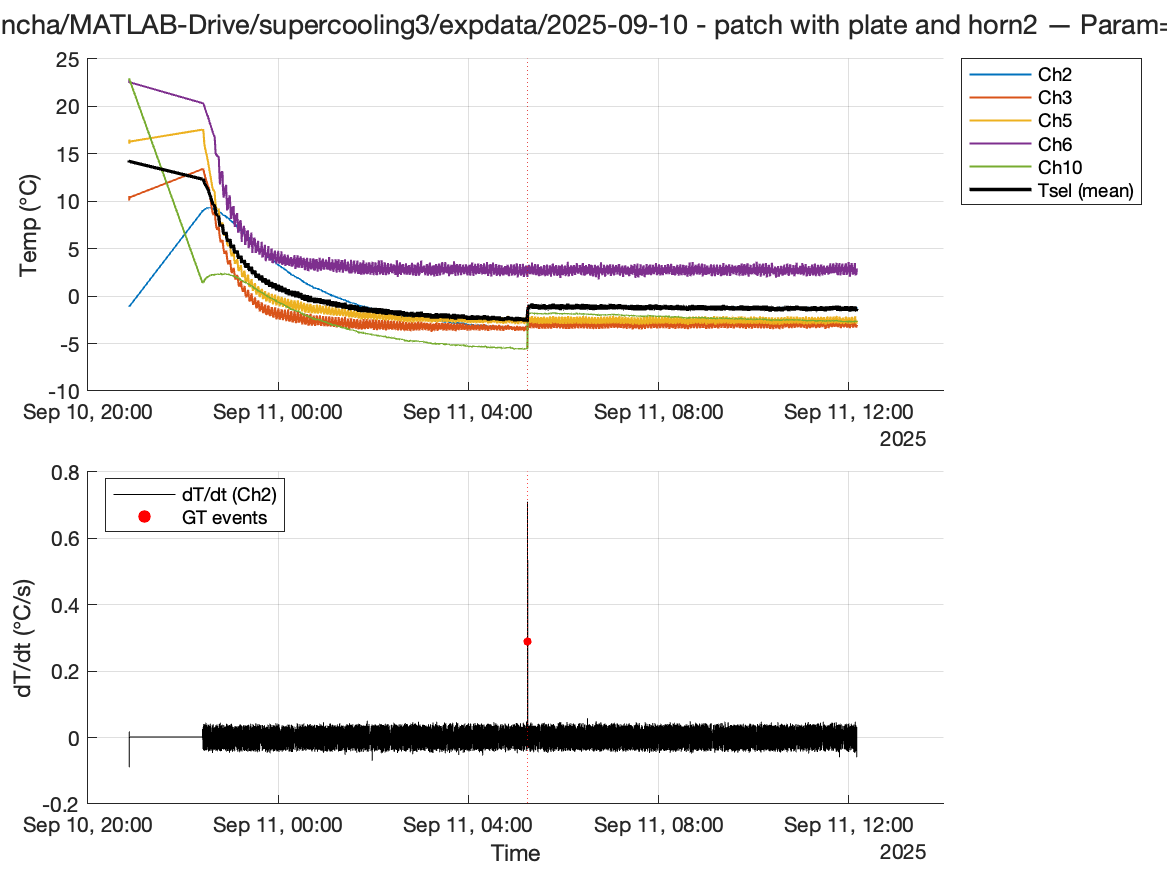 ncha/MATLAB-Drive/supercooling3/expdata/2025-09-10 - patch with plate and horn2 — Param=
25
20
15
10
5
0
-5
-10
Temp (°C)
Sep 10, 20:00
Sep 11, 00:00
Sep 11, 04:00
Sep 11, 08:00
Sep 11, 12:00
2025
Ch2
Ch3
Ch5
Ch6
Ch10
Tsel (mean)
0.8
0.6
0.4
0.2
0
-0.2
dT/dt (°C/s)
dT/dt (Ch2)
GT events
Sep 10, 20:00
Sep 11, 00:00
Sep 11, 04:00
Sep 11, 08:00
Sep 11, 12:00
Time
2025